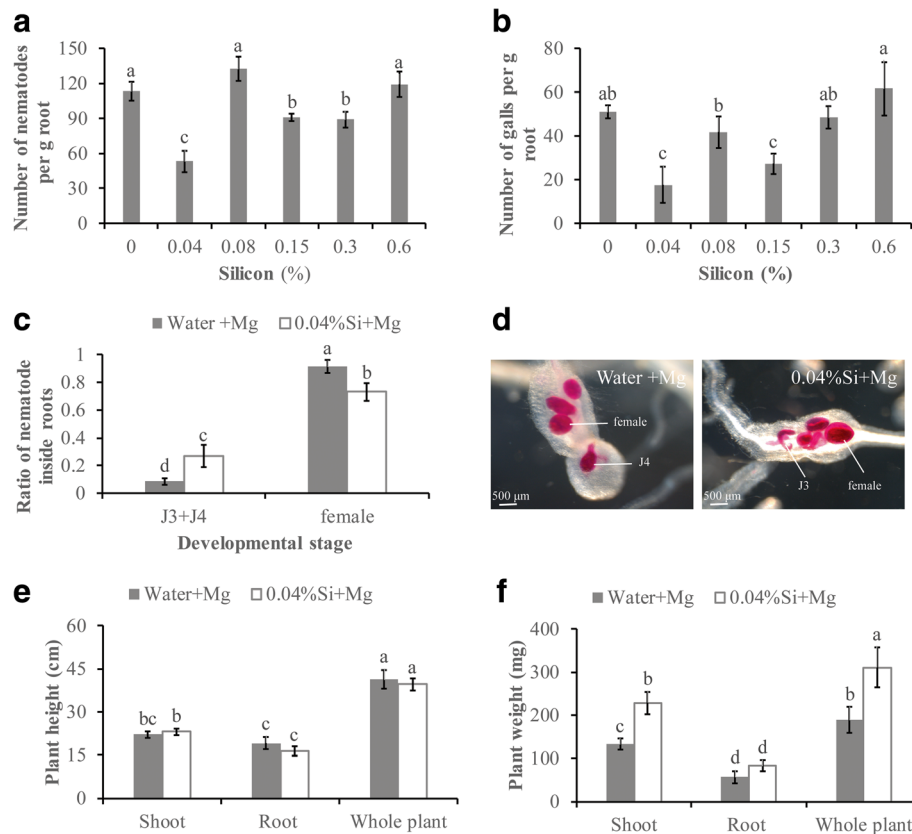 a
Number of nematodes
per g root
150
120
90
60
30
0
a
c
a
b
b
a
0 0.04 0.08 0.15 0.3 0.6
Silicon (%)
b
Number of galls per g
root
80
60
40
20
0
ab
c
b
c
ab
a
0 0.04 0.08 0.15 0.3 0.6
Silicon (%)
c
Water +Mg 0.04%Si+Mg
Ratio of nematode
inside roots
1
0.8
0.6
0.4
0.2
0
d
c
a
b
J3+J4 female
Developmental stage
d
Water +Mg
female
J4
500 µm
0.04%Si+Mg
J3
female
500 µm
e
Water+Mg 0.04%Si+Mg
Plant height (cm)
60
45
30
15
0
bc
b
c
c
a
a
Shoot Root Whole plant
f
Water+Mg 0.04%Si+Mg
Plant weight (mg)
400
300
200
100
0
c
b
d
d
b
a
Shoot Root Whole plant